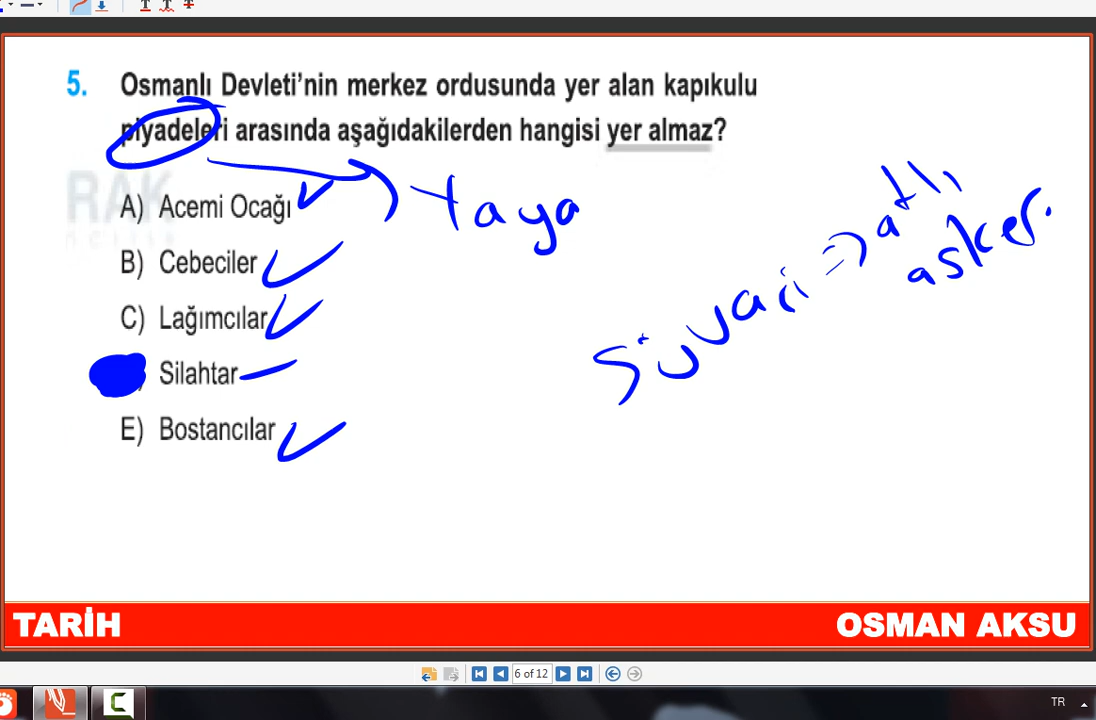 5. Osmanlı Devleti'nin merkez ordusunda yer alan kapıkulu
piyadeleri arasında aşağıdakilerden hangisi yer almaz?
A) Acemi Ocağı
B) Cebeciler
C) Lağımcılar
Silahtar
E) Bostancılar
Yaya
Süvari => atlı
asker.
TARİH
OSMAN AKSU
6 of 12
TR